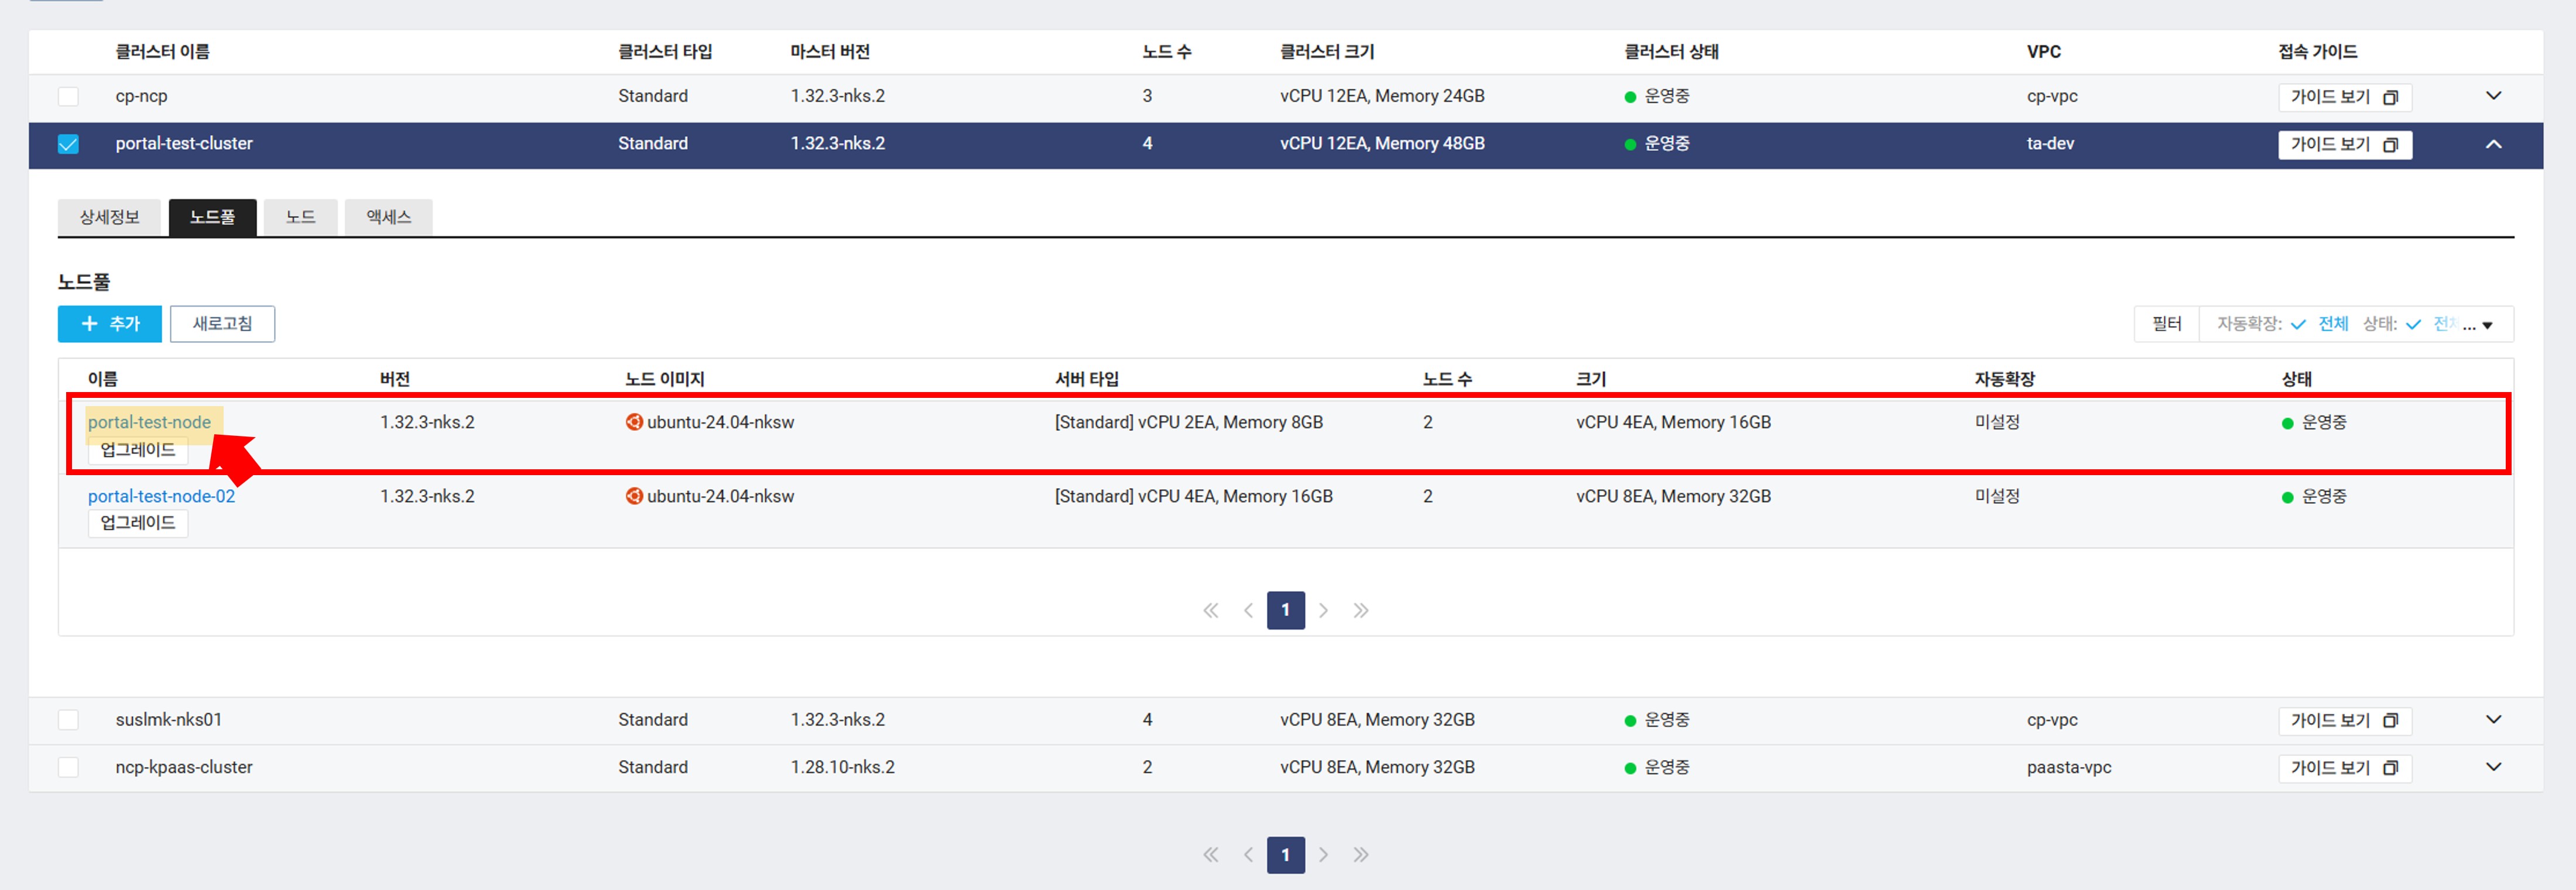 클러스터 이름 클러스터 타입 마스터 버전 노드 수 클러스터 크기 클러스터 상태 VPC 접속 가이드
cp-ncp Standard 1.32.3-nks.2 3 vCPU 12EA, Memory 24GB 운영중 cp-vpc 가이드 보기
portal-test-cluster Standard 1.32.3-nks.2 4 vCPU 12EA, Memory 48GB 운영중 ta-dev 가이드 보기
상세정보 노드풀 노드 액세스
노드풀
+ 추가 새로고침 필터 자동확장: 전체 상태: ...
이름 버전 노드 이미지 서버 타입 노드 수 크기 자동확장 상태
portal-test-node 1.32.3-nks.2 ubuntu-24.04-nksw [Standard] vCPU 2EA, Memory 8GB 2 vCPU 4EA, Memory 16GB 미설정 운영중
업그레이드
portal-test-node-02 1.32.3-nks.2 ubuntu-24.04-nksw [Standard] vCPU 4EA, Memory 16GB 2 vCPU 8EA, Memory 32GB 미설정 운영중
업그레이드
1
suslmk-nks01 Standard 1.32.3-nks.2 4 vCPU 8EA, Memory 32GB 운영중 cp-vpc 가이드 보기
ncp-kpaas-cluster Standard 1.28.10-nks.2 2 vCPU 8EA, Memory 32GB 운영중 paasta-vpc 가이드 보기
1